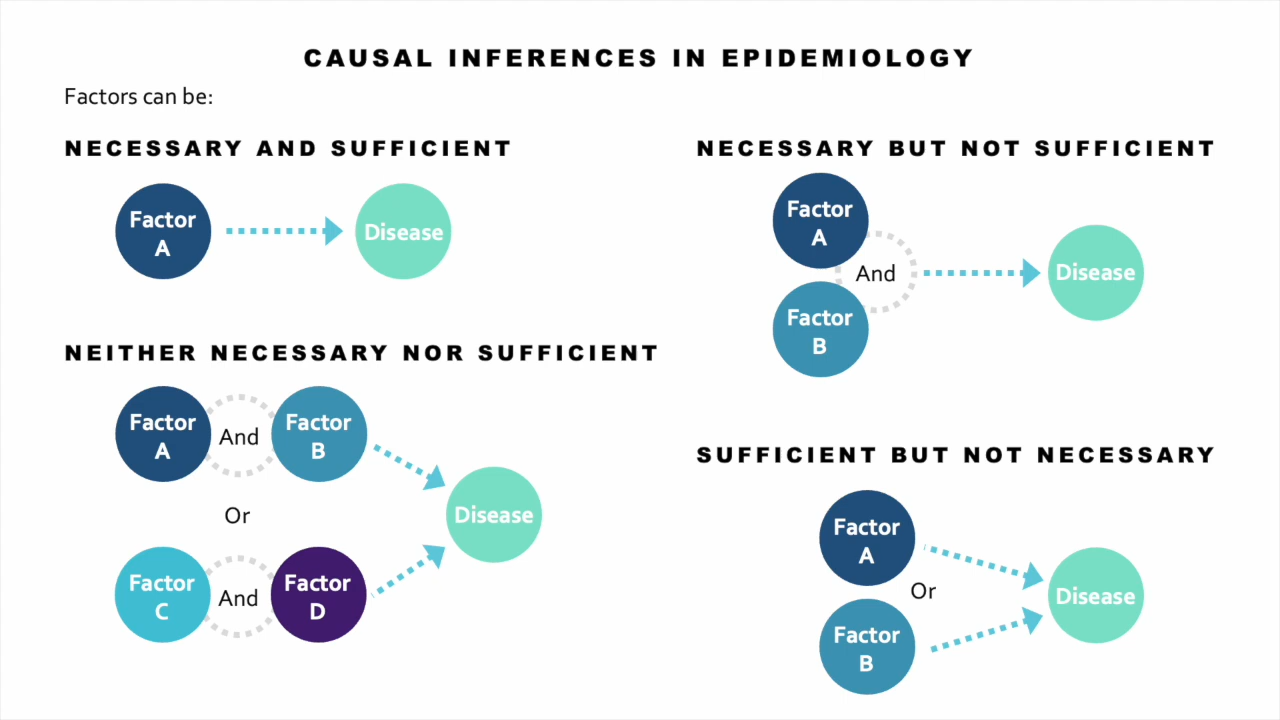 CAUSAL INFERENCES IN EPIDEMIOLOGY
Factors can be:
NECESSARY AND SUFFICIENT
Factor
A
Disease
NECESSARY BUT NOT SUFFICIENT
Factor
A
And
Factor
B
Disease
NEITHER NECESSARY NOR SUFFICIENT
Factor
A
And
Factor
B
Or
Factor
C
And
Factor
D
Disease
SUFFICIENT BUT NOT NECESSARY
Factor
A
Or
Factor
B
Disease